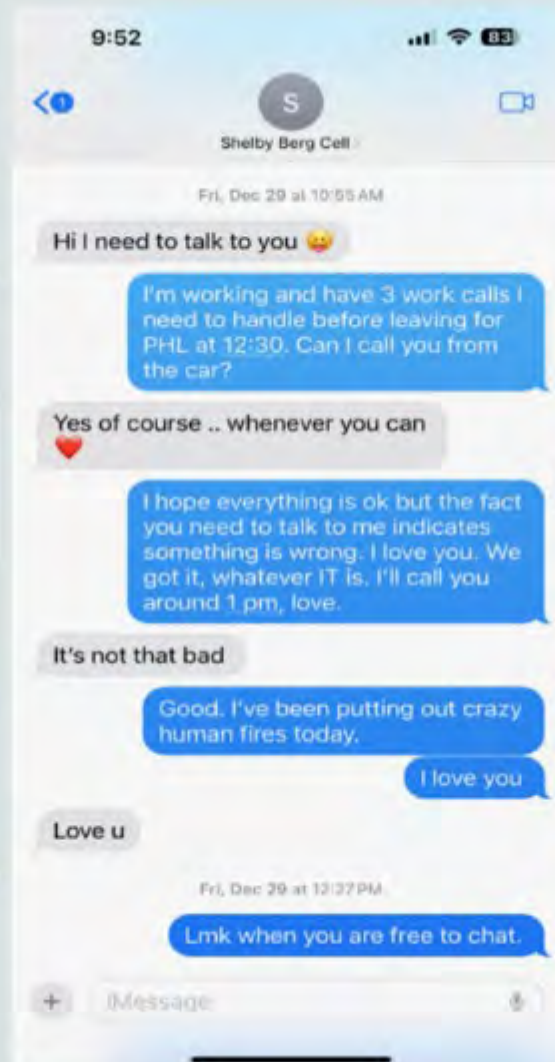 9:52
83
1
S
Shelby Berg Cell
Fri, Dec 29 at 10:55 AM
Hi I need to talk to you 😛
I'm working and have 3 work calls I
need to handle before leaving for
PHL at 12:30. Can I call you from
the car?
Yes of course .. whenever you can
❤️
I hope everything is ok but the fact
you need to talk to me indicates
something is wrong. I love you. We
got it, whatever IT is. I'll call you
around 1 pm, love.
It's not that bad
Good. I've been putting out crazy
human fires today.
I love you
Love u
Fri, Dec 29 at 12:37 PM
Lmk when you are free to chat.
iMessage